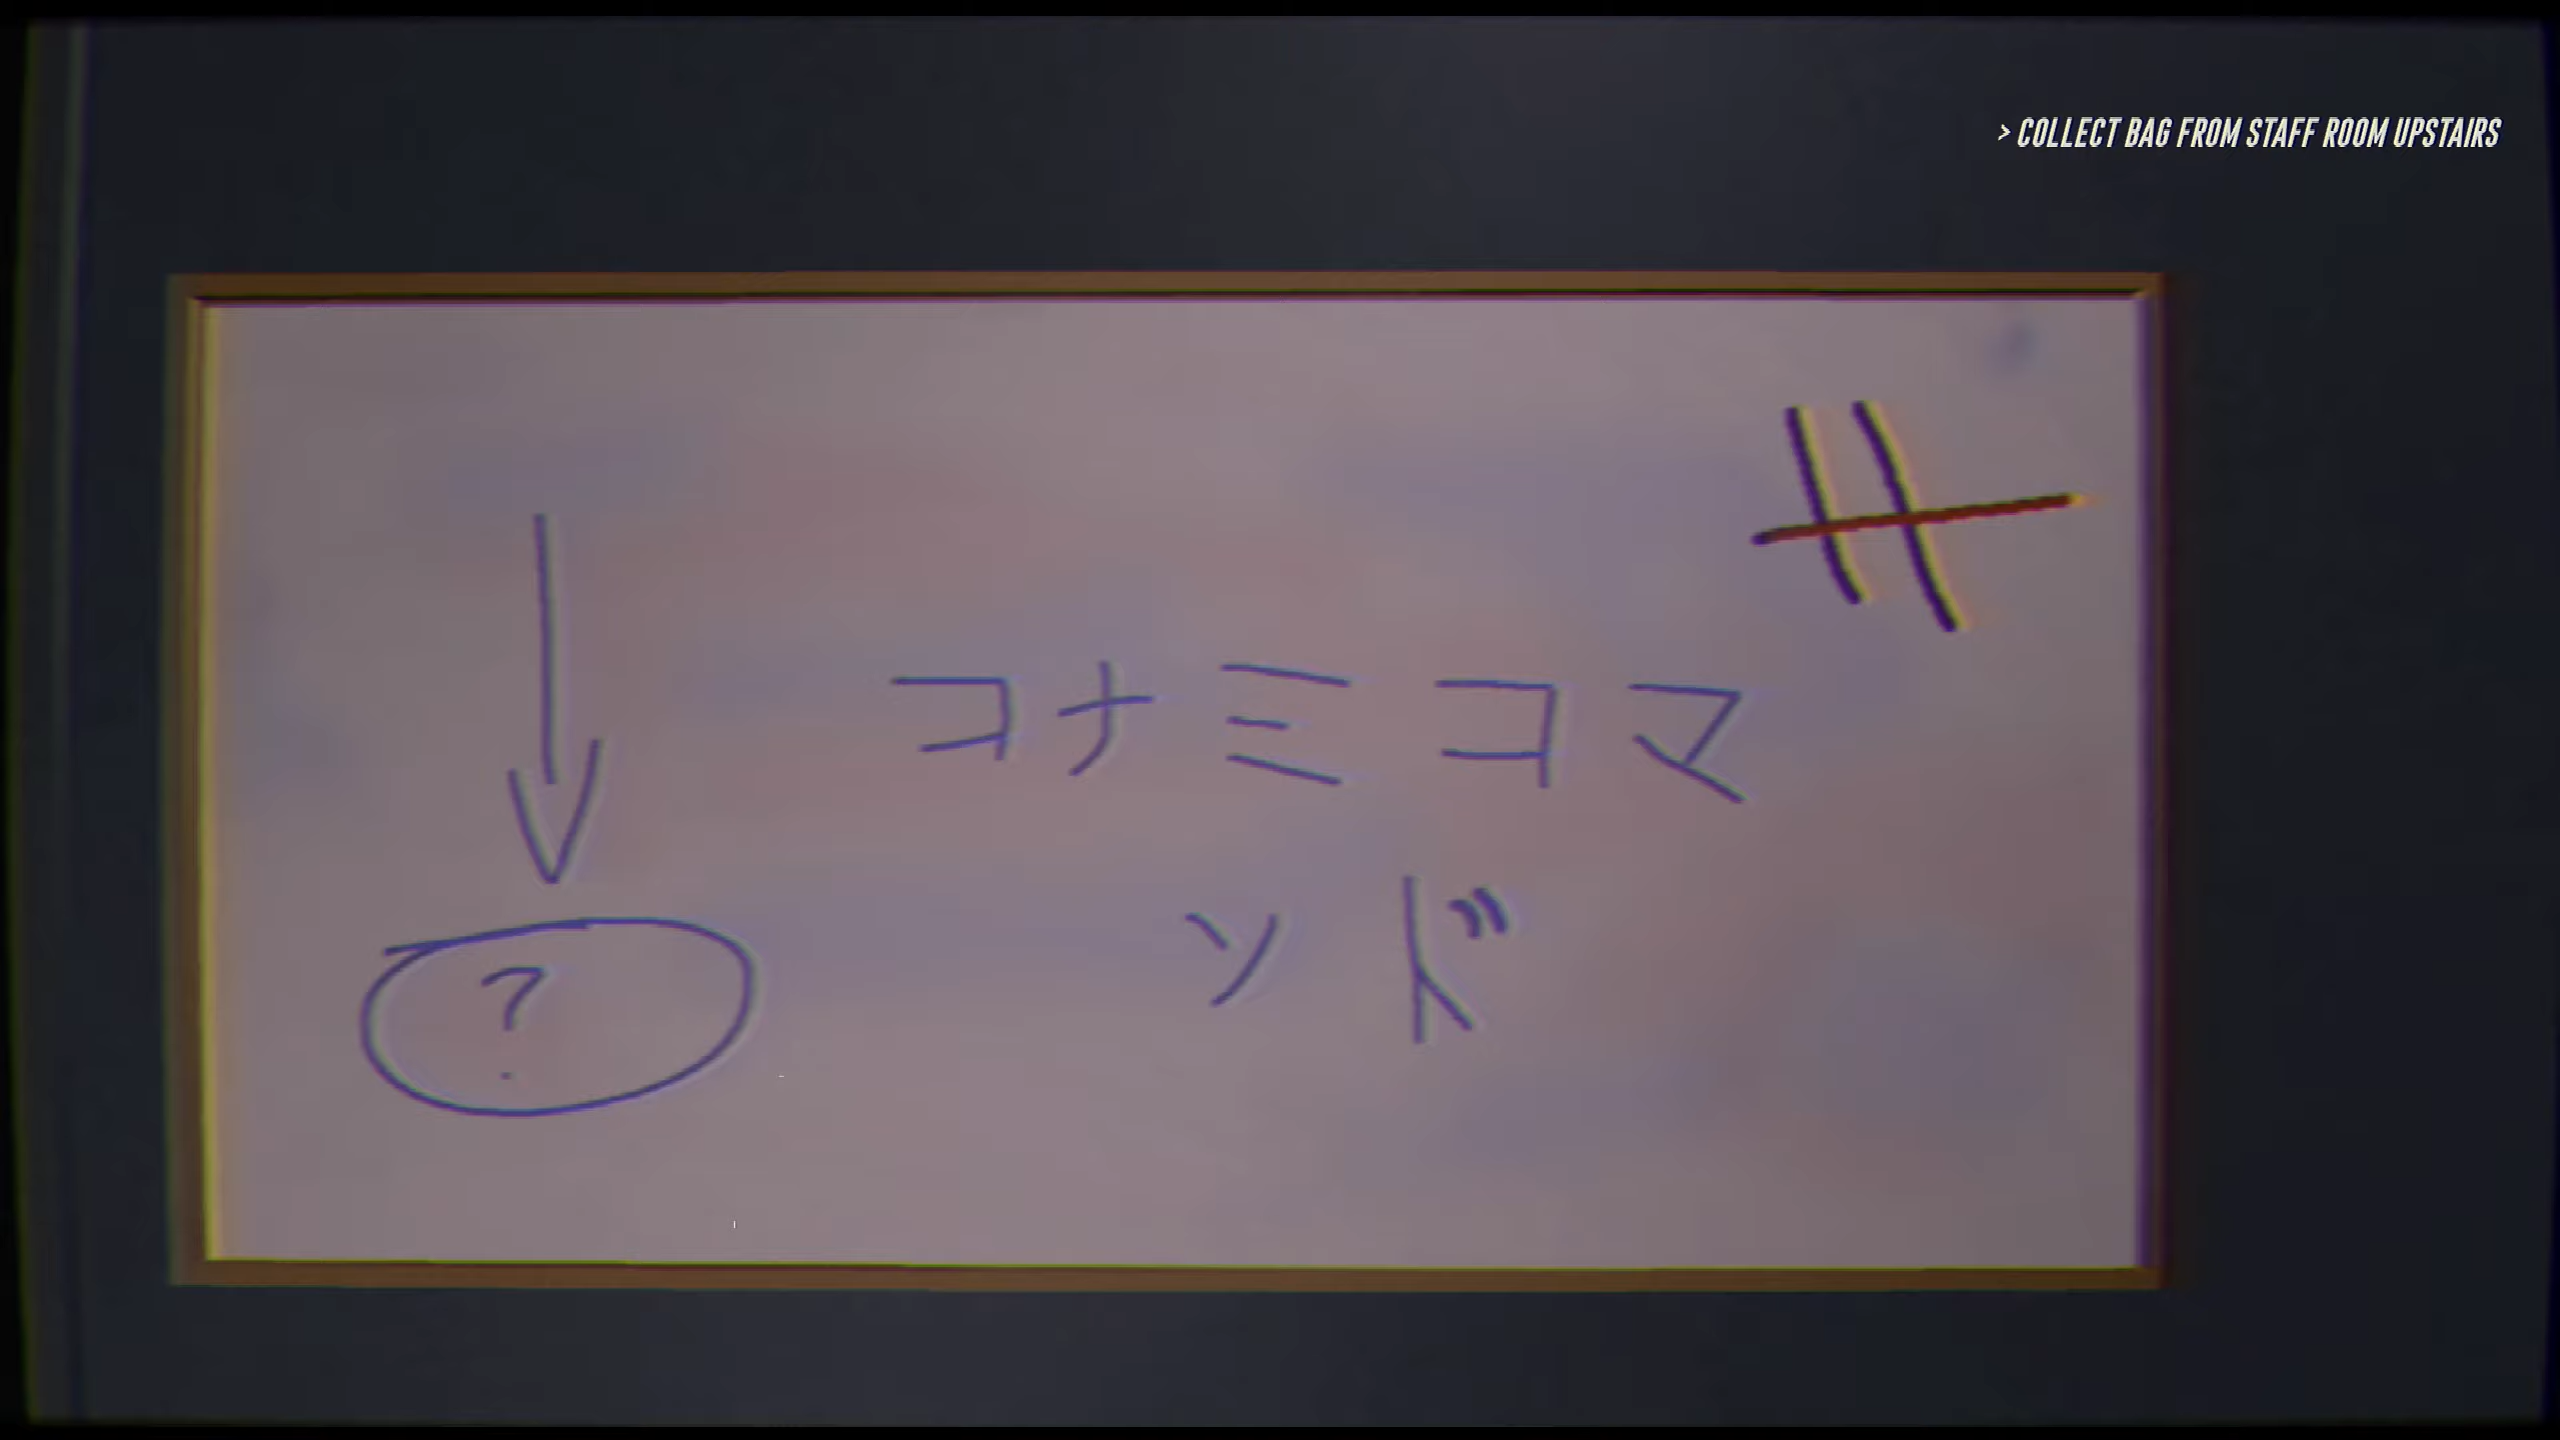 > COLLECT BAG FROM STAFF ROOM UPSTAIRS
コナミコマ
ンド
?